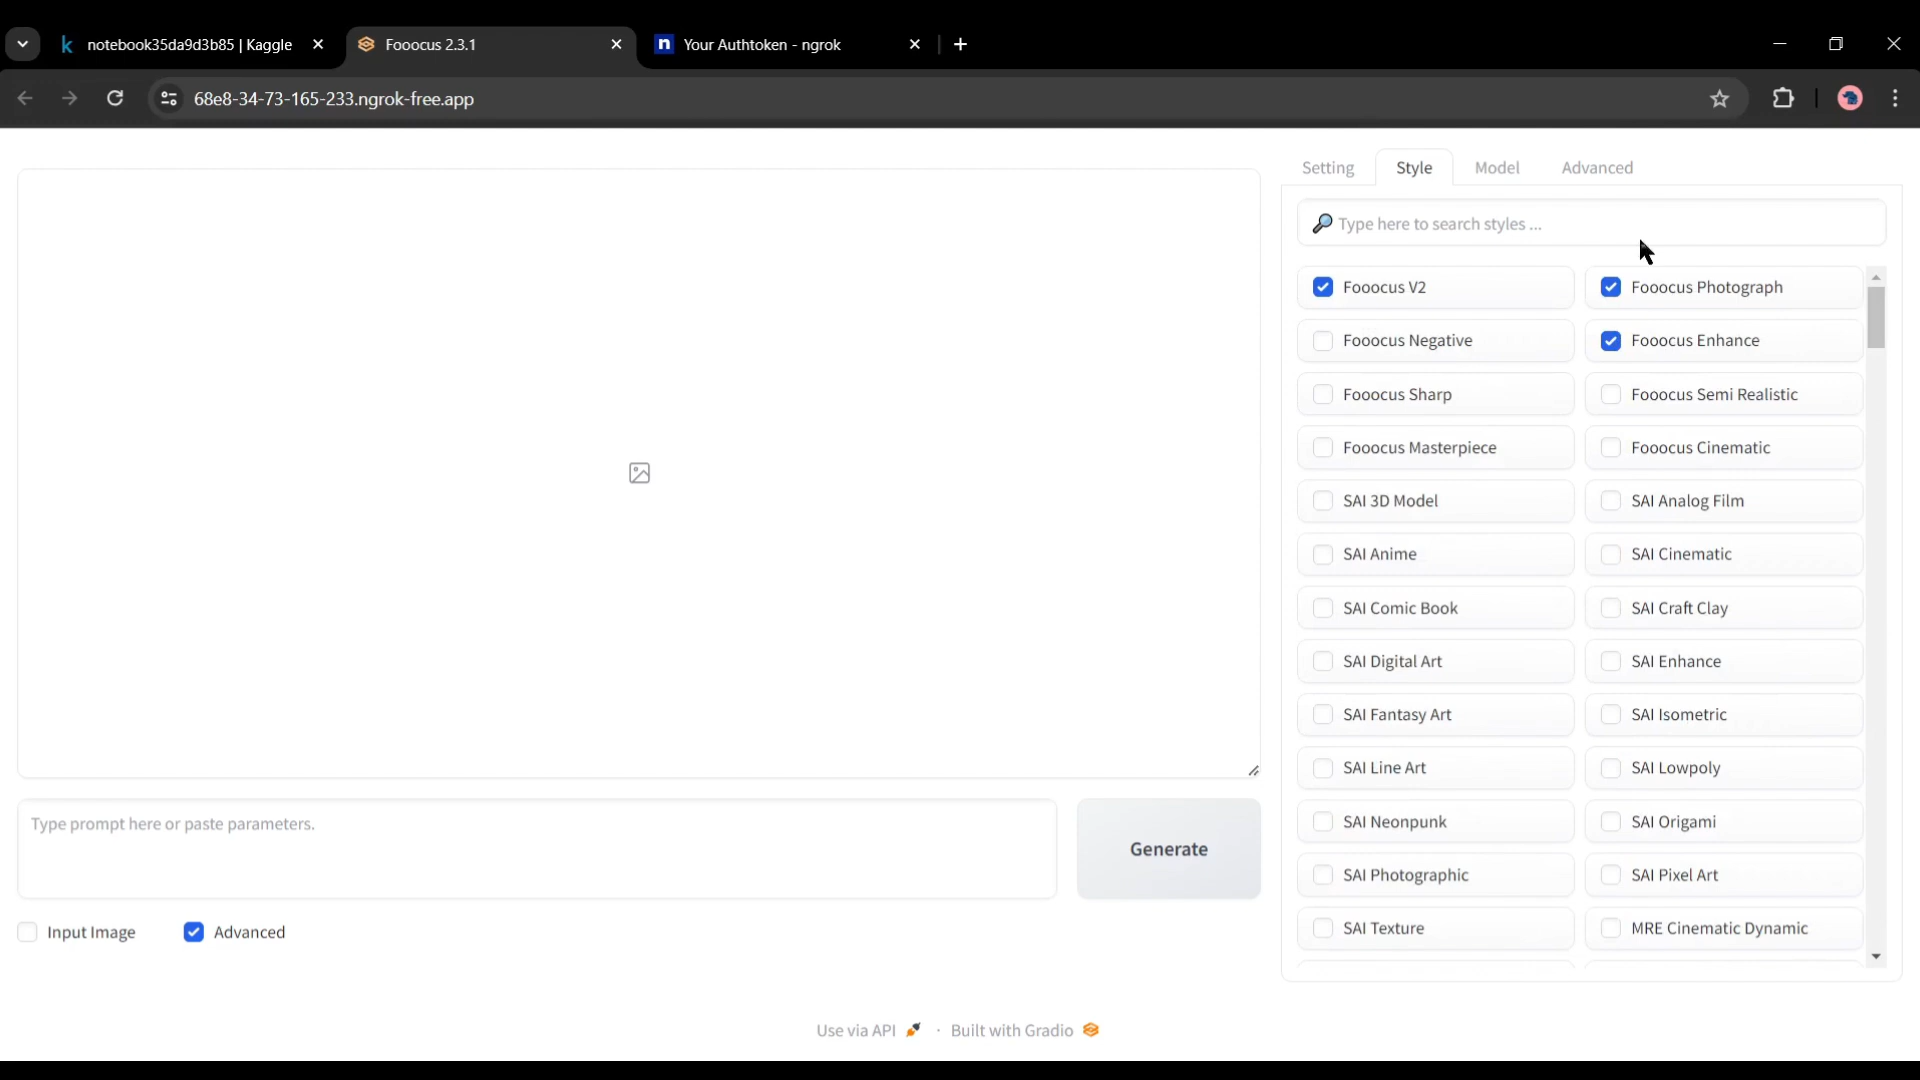 notebook35da9d3b85 | Kaggle
Fooocus 2.3.1
Your Authtoken - ngrok
68e8-34-73-165-233.ngrok-free.app
Setting Style Model Advanced
Type here to search styles ...
Fooocus V2 Fooocus Photograph
Fooocus Negative Fooocus Enhance
Fooocus Sharp Fooocus Semi Realistic
Fooocus Masterpiece Fooocus Cinematic
SAI 3D Model SAI Analog Film
SAI Anime SAI Cinematic
SAI Comic Book SAI Craft Clay
SAI Digital Art SAI Enhance
SAI Fantasy Art SAI Isometric
SAI Line Art SAI Lowpoly
SAI Neonpunk SAI Origami
SAI Photographic SAI Pixel Art
SAI Texture MRE Cinematic Dynamic
Type prompt here or paste parameters.
Generate
Input Image Advanced
Use via API · Built with Gradio